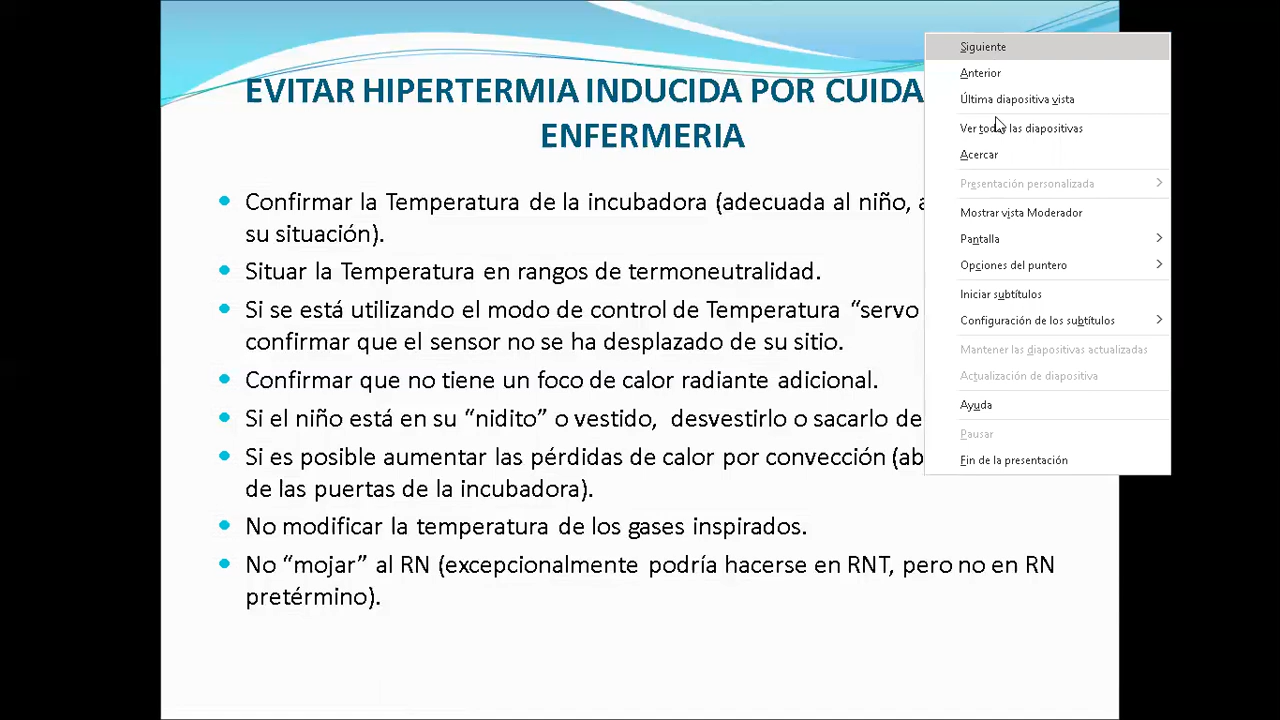 EVITAR HIPERTERMIA INDUCIDA POR CUIDA
ENFERMERIA
• Confirmar la Temperatura de la incubadora (adecuada al niño,
su situación).
• Situar la Temperatura en rangos de termoneutralidad.
• Si se está utilizando el modo de control de Temperatura “servo
confirmar que el sensor no se ha desplazado de su sitio.
• Confirmar que no tiene un foco de calor radiante adicional.
• Si el niño está en su “nidito” o vestido, desvestirlo o sacarlo de
• Si es posible aumentar las pérdidas de calor por convección (ab
de las puertas de la incubadora).
• No modificar la temperatura de los gases inspirados.
• No “mojar” al RN (excepcionalmente podría hacerse en RNT, pero no en RN
pretérmino).
Siguiente
Anterior
Última diapositiva vista
Ver todas las diapositivas
Acercar
Presentación personalizada
Mostrar vista Moderador
Pantalla
Opciones del puntero
Iniciar subtítulos
Configuración de los subtítulos
Mantener las diapositivas actualizadas
Actualización de diapositiva
Ayuda
Pausar
Fin de la presentación